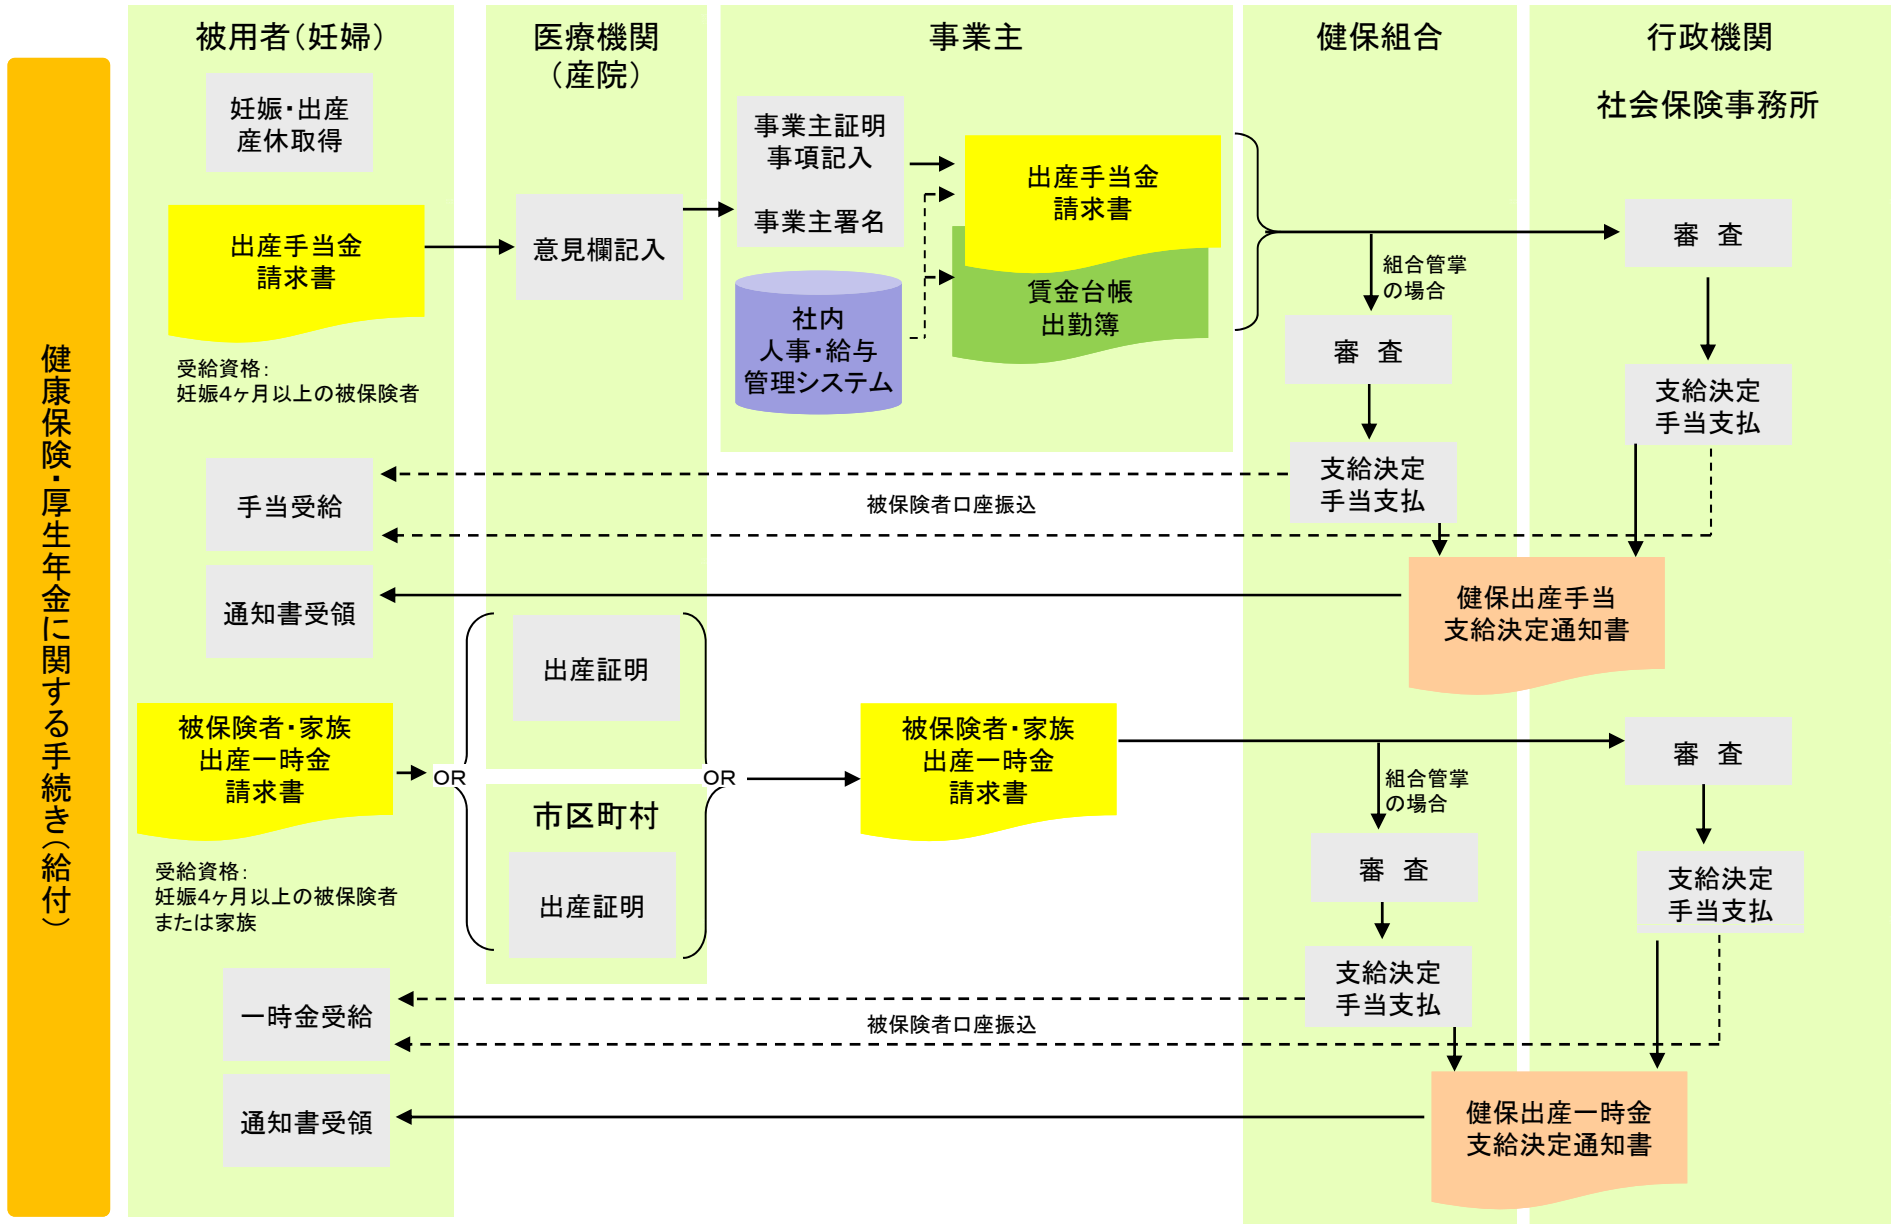 健康保険・厚生年金に関する手続き（給付）
被用者（妊婦）
医療機関
（産院）
事業主
健保組合
行政機関
社会保険事務所
妊娠・出産
産休取得
出産手当金
請求書
受給資格：
妊娠4ヶ月以上の被保険者
意見欄記入
事業主証明
事項記入
事業主署名
社内
人事・給与
管理システム
出産手当金
請求書
賃金台帳
出勤簿
組合管掌
の場合
審　査
支給決定
手当支払
審　査
支給決定
手当支払
手当受給
被保険者口座振込
通知書受領
健保出産手当
支給決定通知書
被保険者・家族
出産一時金
請求書
受給資格：
妊娠4ヶ月以上の被保険者
または家族
OR
出産証明
市区町村
出産証明
OR
被保険者・家族
出産一時金
請求書
組合管掌
の場合
審　査
支給決定
手当支払
審　査
支給決定
手当支払
一時金受給
被保険者口座振込
通知書受領
健保出産一時金
支給決定通知書